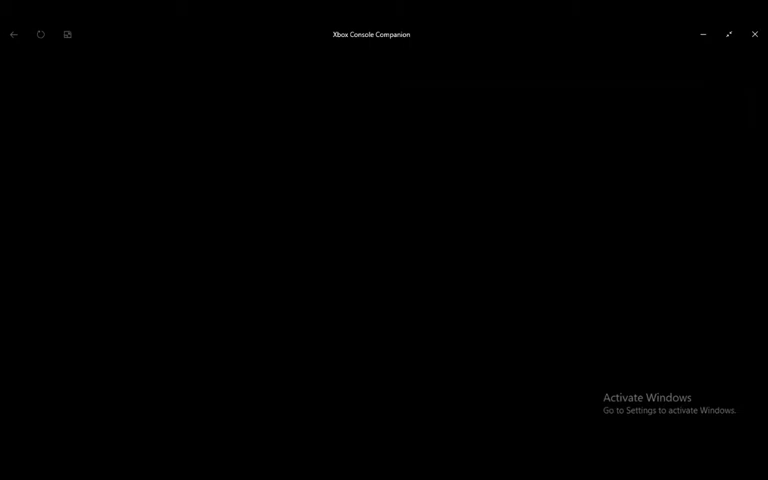 Xbox Console Companion
Activate Windows
Go to Settings to activate Windows.